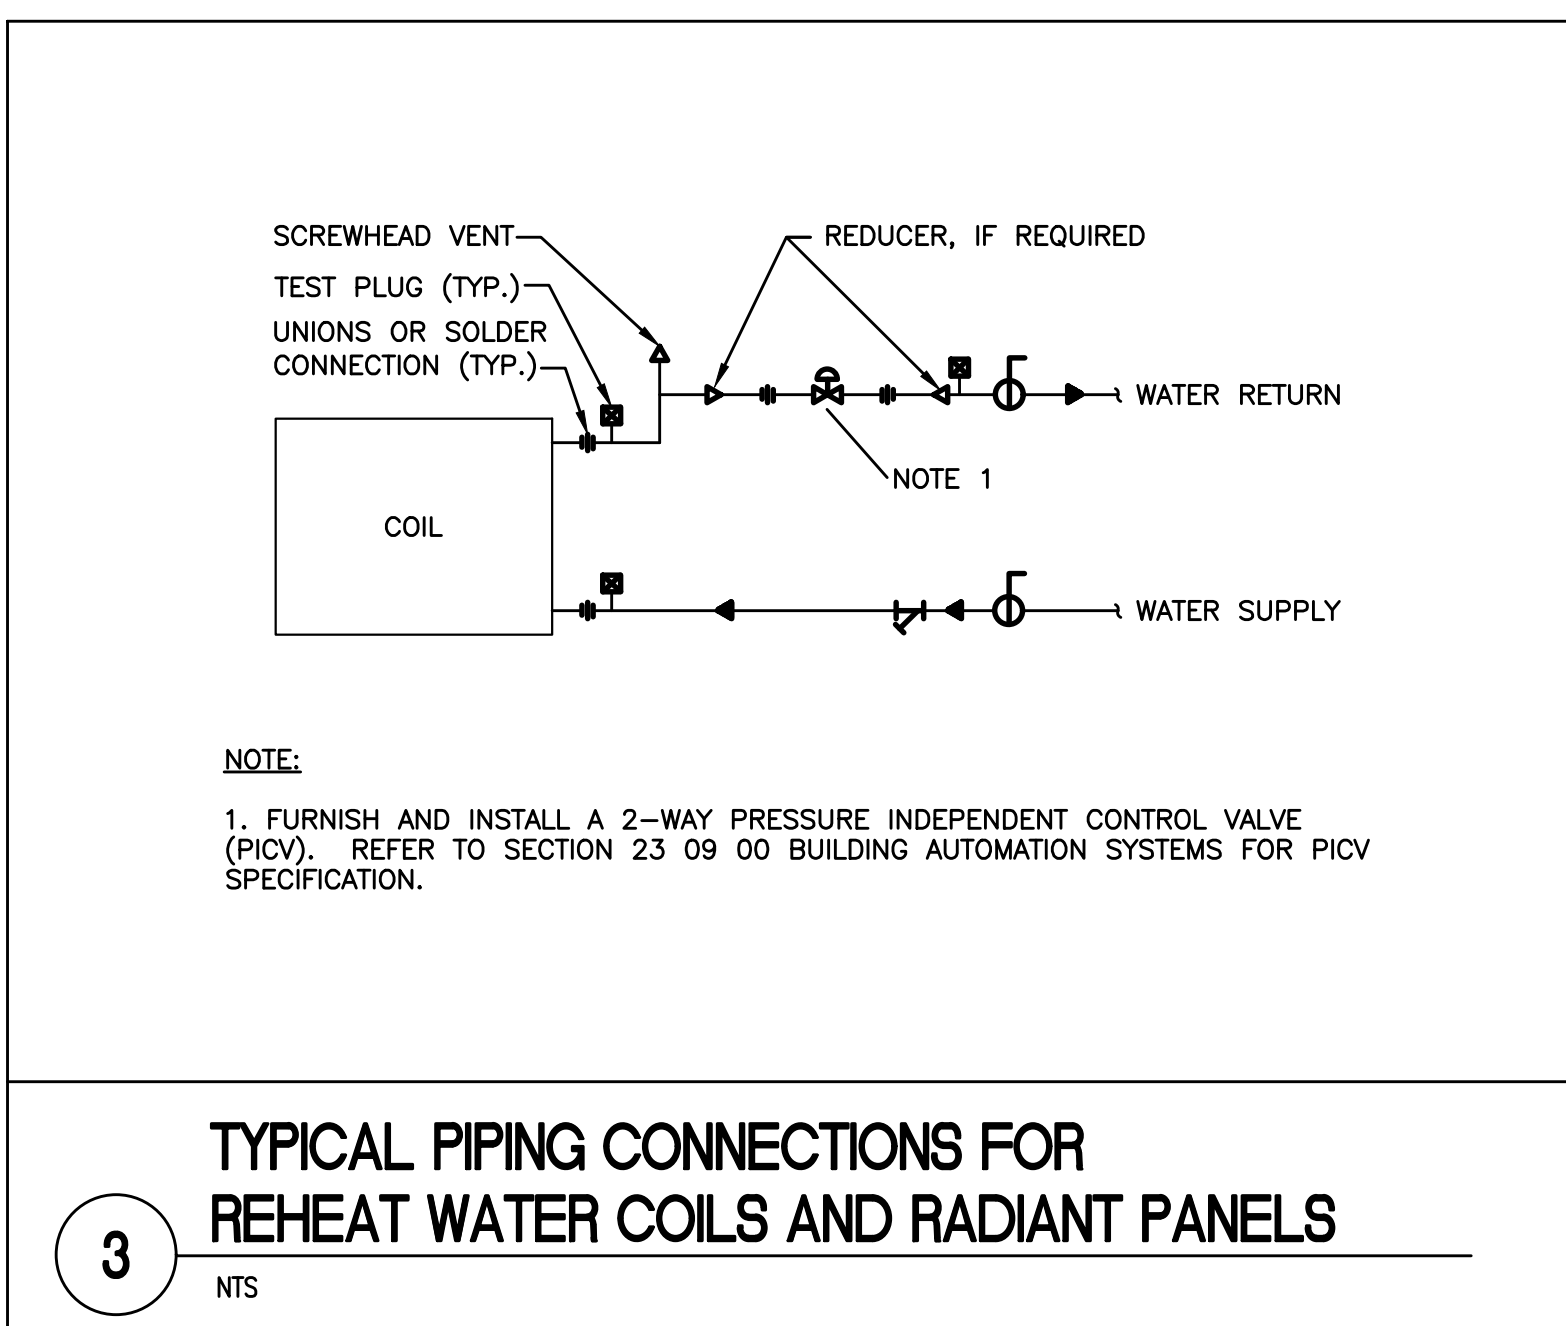 SCREWHEAD VENT
REDUCER, IF REQUIRED
TEST PLUG (TYP.)
UNIONS OR SOLDER
CONNECTION (TYP.)
WATER RETURN
NOTE 1
COIL
WATER SUPPLY
NOTE:
1. FURNISH AND INSTALL A 2-WAY PRESSURE INDEPENDENT CONTROL VALVE
(PICV). REFER TO SECTION 23 09 00 BUILDING AUTOMATION SYSTEMS FOR PICV
SPECIFICATION.
TYPICAL PIPING CONNECTIONS FOR
REHEAT WATER COILS AND RADIANT PANELS
3
NTS